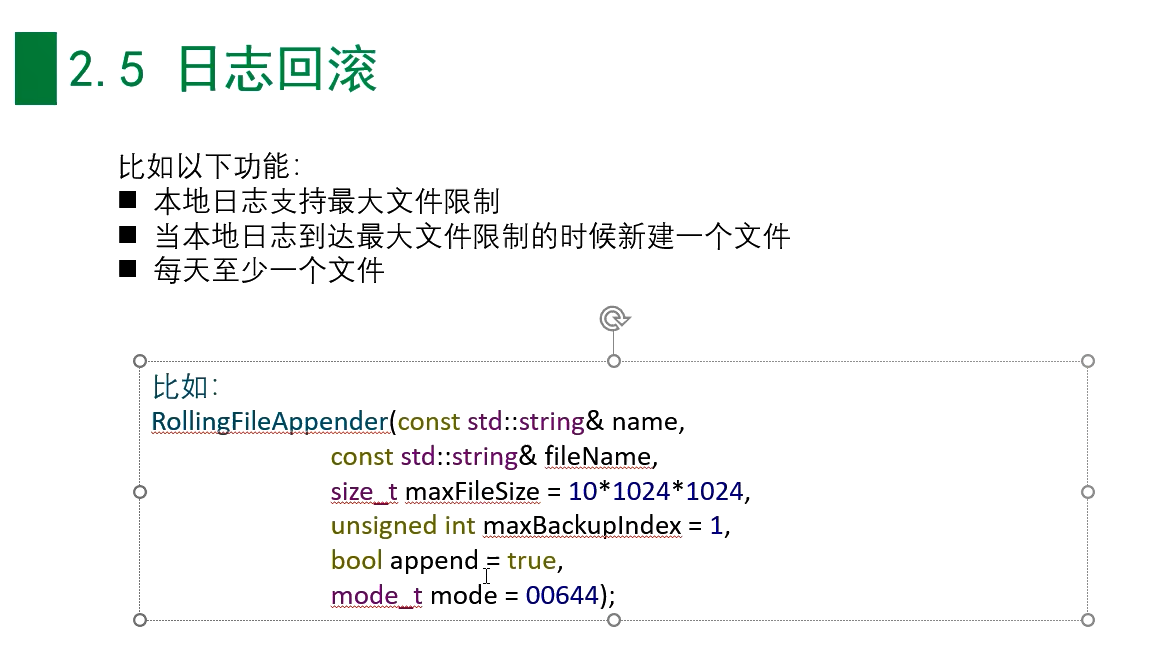 2.5 日志回滚
比如以下功能：
■ 本地日志支持最大文件限制
■ 当本地日志到达最大文件限制的时候新建一个文件
■ 每天至少一个文件
比如：
RollingFileAppender(const std::string& name,
const std::string& fileName,
size_t maxFileSize = 10*1024*1024,
unsigned int maxBackupIndex = 1,
bool append = true,
mode_t mode = 00644);